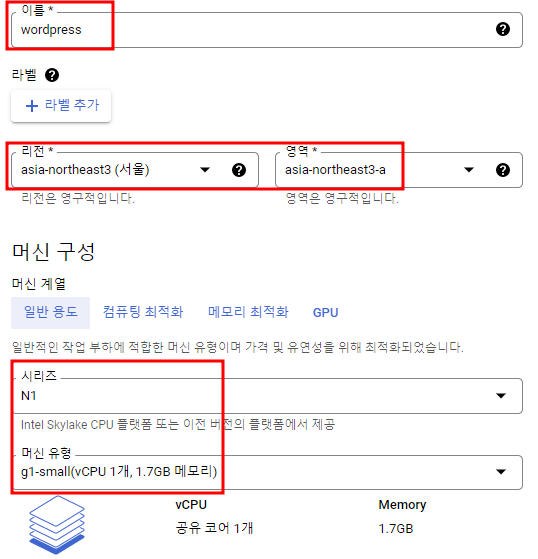 이름 *
wordpress
라벨
+ 라벨 추가
리전 * 영역 *
asia-northeast3 (서울) asia-northeast3-a
리전은 영구적입니다. 영역은 영구적입니다.
머신 구성
머신 계열
일반 용도 컴퓨팅 최적화 메모리 최적화 GPU
일반적인 작업 부하에 적합한 머신 유형이며 가격 및 유연성을 위해 최적화되었습니다.
시리즈
N1
Intel Skylake CPU 플랫폼 또는 이전 버전의 플랫폼에서 제공
머신 유형
g1-small(vCPU 1개, 1.7GB 메모리)
vCPU Memory
공유 코어 1개 1.7GB